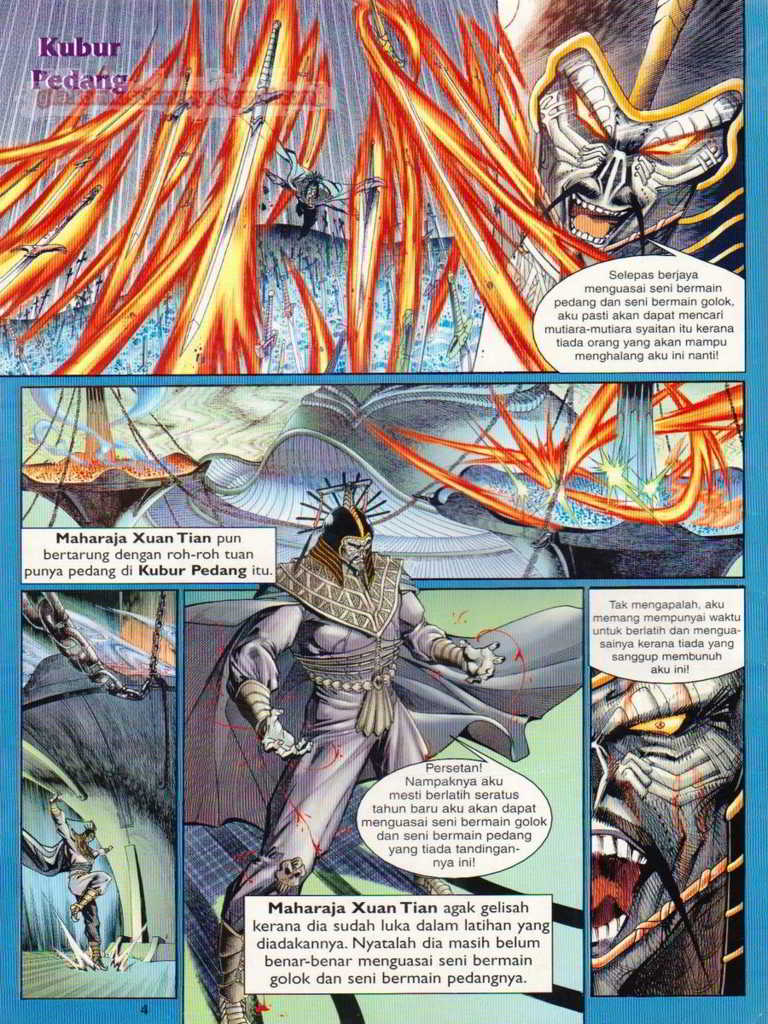 Kubur
Pedang
Selepas berjaya
menguasai seni bermain
pedang dan seni bermain golok,
aku pasti akan dapat mencari
mutiara-mutiara syaitan itu kerana
tiada orang yang akan mampu
menghalang aku ini nanti!
Maharaja Xuan Tian pun
bertarung dengan roh-roh tuan
punya pedang di Kubur Pedang itu.
Persetan!
Nampaknya aku
mesti berlatih seratus
tahun baru aku akan dapat
menguasai seni bermain golok
dan seni bermain pedang
yang tiada tandingan-
nya ini!
Maharaja Xuan Tian agak gelisah
kerana dia sudah luka dalam latihan yang
diadakannya. Nyatalah dia masih belum
benar-benar menguasai seni bermain
golok dan seni bermain pedangnya.
Tak mengapalah, aku
memang mempunyai waktu
untuk berlatih dan mengua-
sainya kerana tiada yang
sanggup membunuh
aku ini!
4